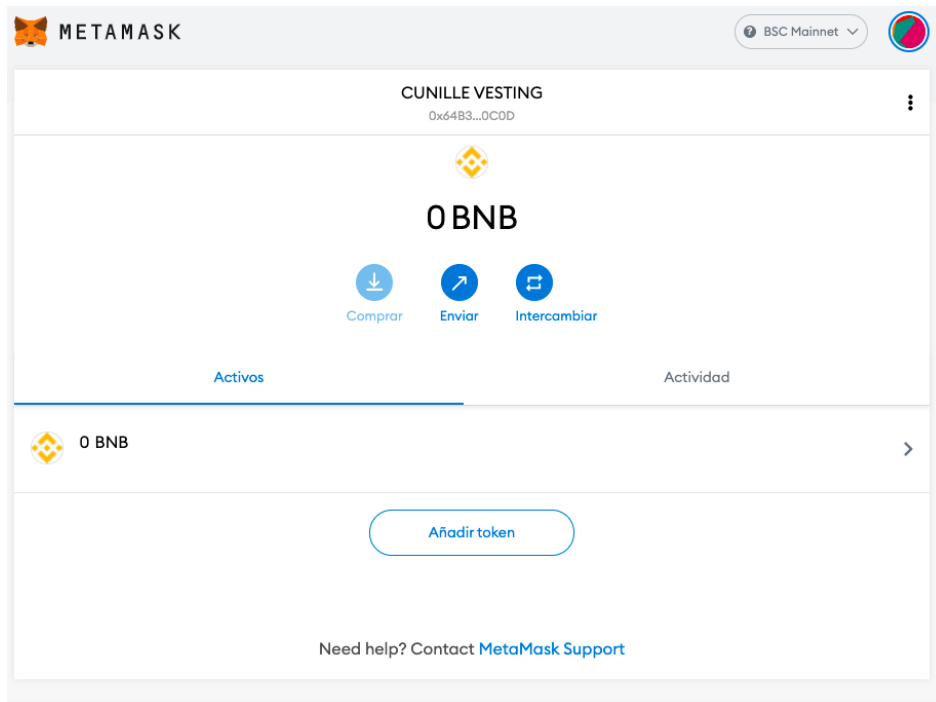 METAMASK
BSC Mainnet
CUNILLE VESTING
0x64B3...0C0D
0 BNB
Comprar
Enviar
Intercambiar
Activos
Actividad
0 BNB
Añadir token
Need help? Contact MetaMask Support